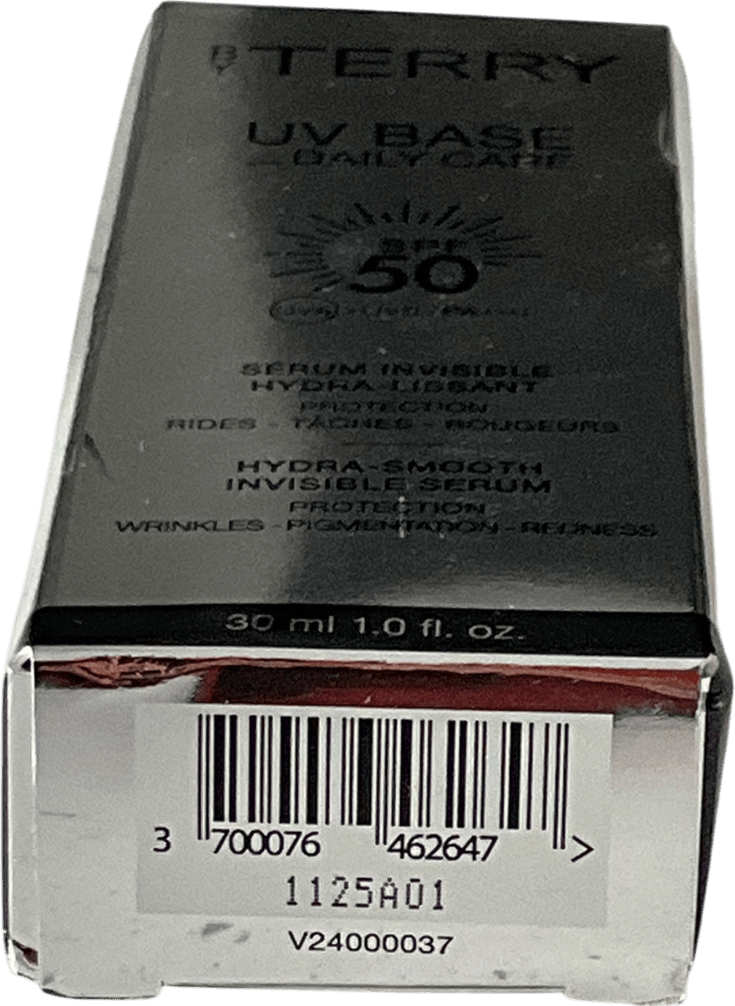 BY TERRY
UV BASE
DAILY CARE
SPF
50
SÉRUM INVISIBLE
HYDRA-LISSANT
PROTECTION
RIDES - TACHES - ROUGEURS
HYDRA-SMOOTH
INVISIBLE SERUM
PROTECTION
WRINKLES - PIGMENTATION - REDNESS
30 ml 1.0 fl. oz.
3 700076 462647 >
1125A01
V24000037